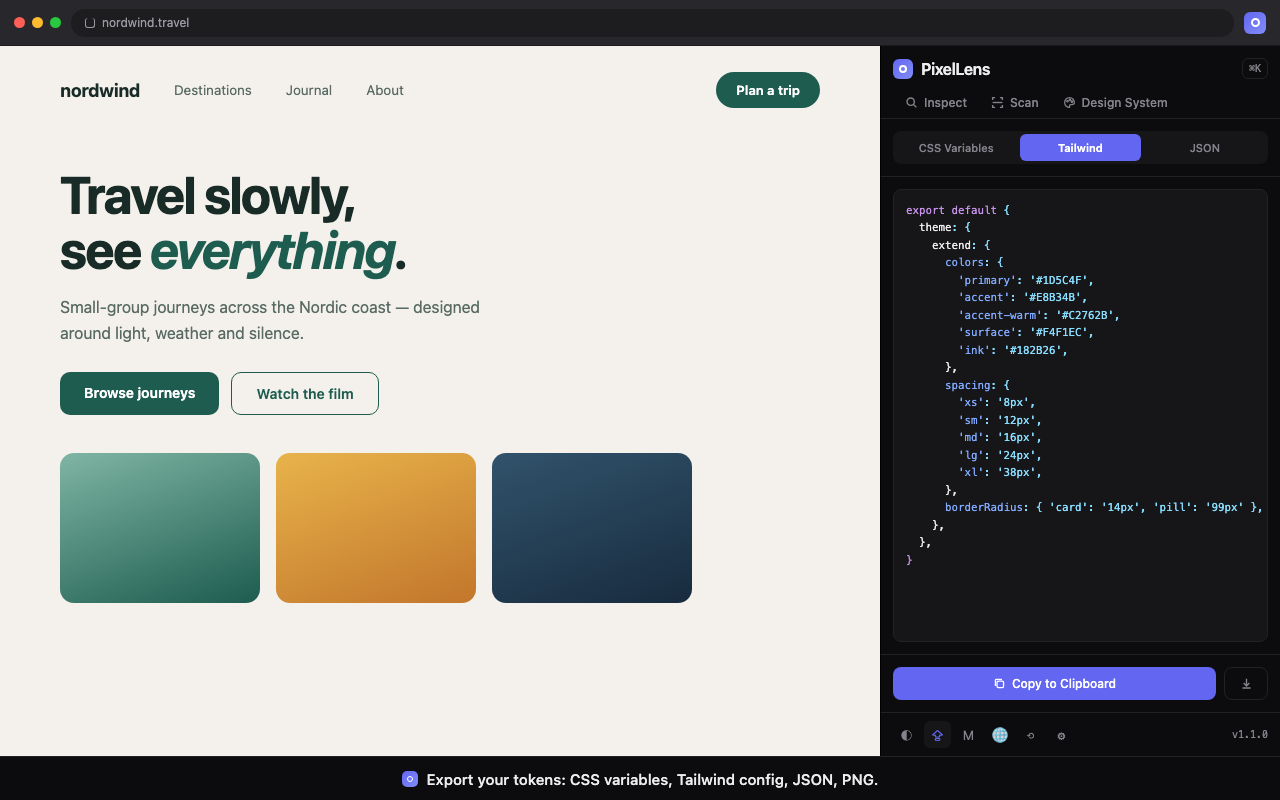 nordwind.travel
nordwind
Destinations
Journal
About
Plan a trip
Travel slowly,
see everything.
Small-group journeys across the Nordic coast — designed
around light, weather and silence.
Browse journeys
Watch the film
PixelLens
⌘K
Inspect
Scan
Design System
CSS Variables
Tailwind
JSON
export default {
  theme: {
    extend: {
      colors: {
        'primary': '#1D5C4F',
        'accent': '#E8B34B',
        'accent-warm': '#C2762B',
        'surface': '#F4F1EC',
        'ink': '#182B26',
      },
      spacing: {
        'xs': '8px',
        'sm': '12px',
        'md': '16px',
        'lg': '24px',
        'xl': '38px',
      },
      borderRadius: { 'card': '14px', 'pill': '99px' },
    },
  },
}
Copy to Clipboard
M
v1.1.0
Export your tokens: CSS variables, Tailwind config, JSON, PNG.